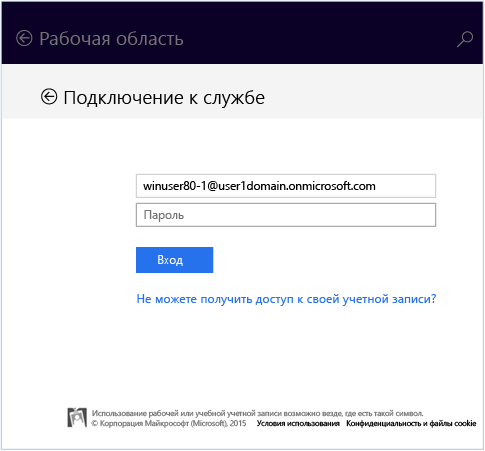 Рабочая область
Подключение к службе
winuser80-1@user1domain.onmicrosoft.com
Пароль
Вход
Не можете получить доступ к своей учетной записи?
Использование рабочей или учебной учетной записи возможно везде, где есть такой символ.
© Корпорация Майкрософт (Microsoft), 2015 Условия использования Конфиденциальность и файлы cookie